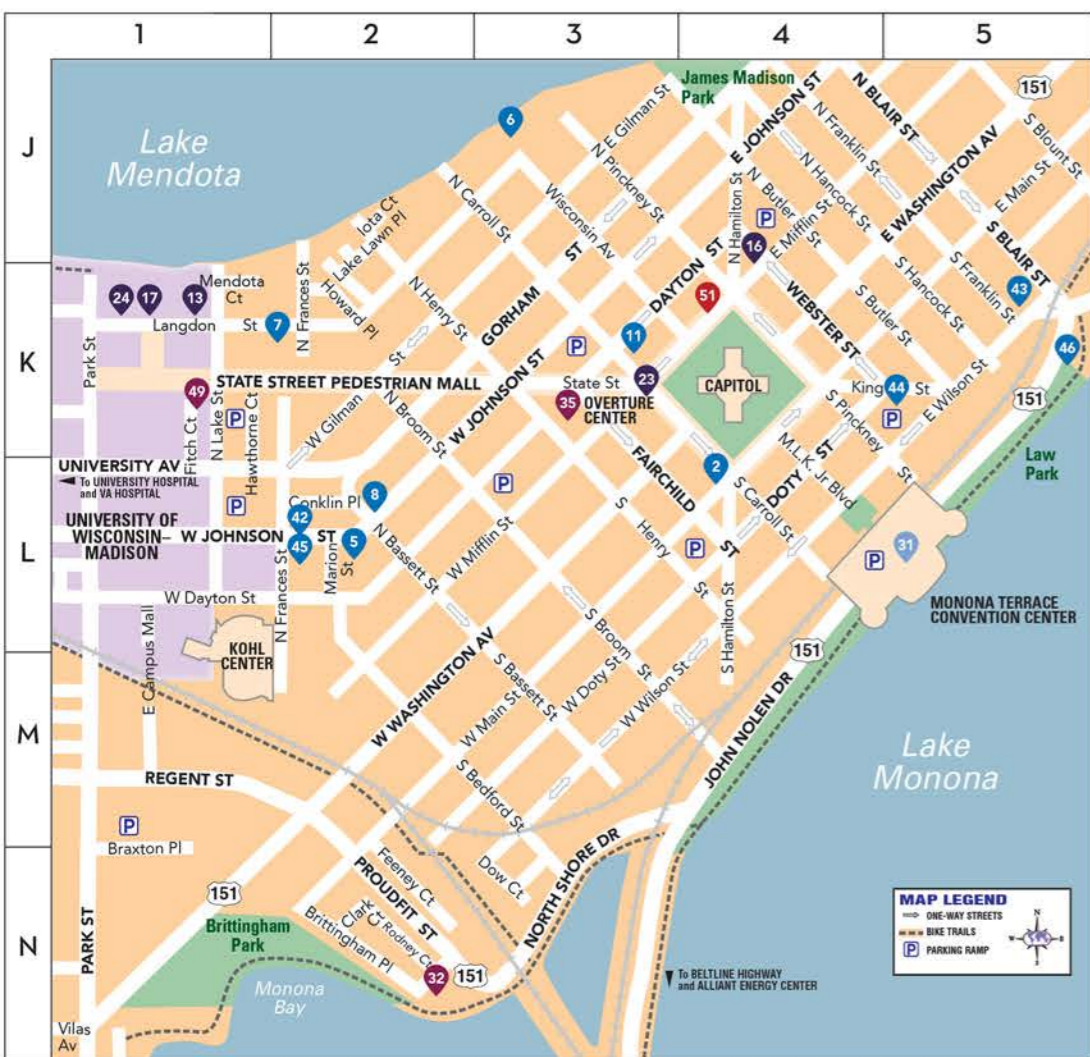 1
2
3
4
5
J
K
L
M
N
Lake
Mendota
James Madison
Park
151
6
E Gilman St
N Pinckney St
E JOHNSON ST
N BLAIR ST
N Franklin St
N Hancock St
N Butler St
E WASHINGTON AV
S Blount St
E Main St
S BLAIR ST
N Carroll St
Wisconsin Av
Iota Ct
Lake Lawn Pl
Howard Pl
N Hamilton St
P
16
E Mifflin St
S Hancock St
S Franklin St
43
24
17
13
Mendota
Ct
Langdon
St
7
N Frances St
N Henry St
GORHAM
ST
DAYTON ST
51
WEBSTER ST
S Butler St
46
Park St
P
11
K
STATE STREET PEDESTRIAN MALL
State St
23
CAPITOL
King
44
St
E Wilson St
P
151
49
Fitch Ct
N Lake St
P
Hawthorne Ct
W Gilman
St
N Broom St
W JOHNSON ST
35
OVERTURE
CENTER
S Pinckney
St
M.L.K. Jr Blvd
DOTY ST
Law
Park
UNIVERSITY AV
To UNIVERSITY HOSPITAL
and VA HOSPITAL
P
Conklin Pl
8
P
FAIRCHILD
ST
2
S Carroll St
UNIVERSITY OF
WISCONSIN–
MADISON
W JOHNSON
ST
42
45
5
N Bassett St
W Mifflin St
S Henry
St
P
P
31
MONONA TERRACE
CONVENTION CENTER
N Frances St
Marion
St
W Dayton St
KOHL
CENTER
E Campus Mall
S Broom
St
S Hamilton St
151
W WASHINGTON AV
S Bassett St
W Main St
W Doty St
W Wilson St
JOHN NOLEN DR
Lake
Monona
REGENT ST
S Bedford St
P
Braxton Pl
151
PROUDFIT ST
Feeney Ct
Dow Ct
NORTH SHORE DR
Brittingham
Park
Clark Ct
Rodney Ct
Brittingham Pl
32
151
PARK ST
Monona
Bay
Vilas
Av
To BELTLINE HIGHWAY
and ALLIANT ENERGY CENTER
MAP LEGEND
ONE-WAY STREETS
BIKE TRAILS
P PARKING RAMP
N
W
E
S